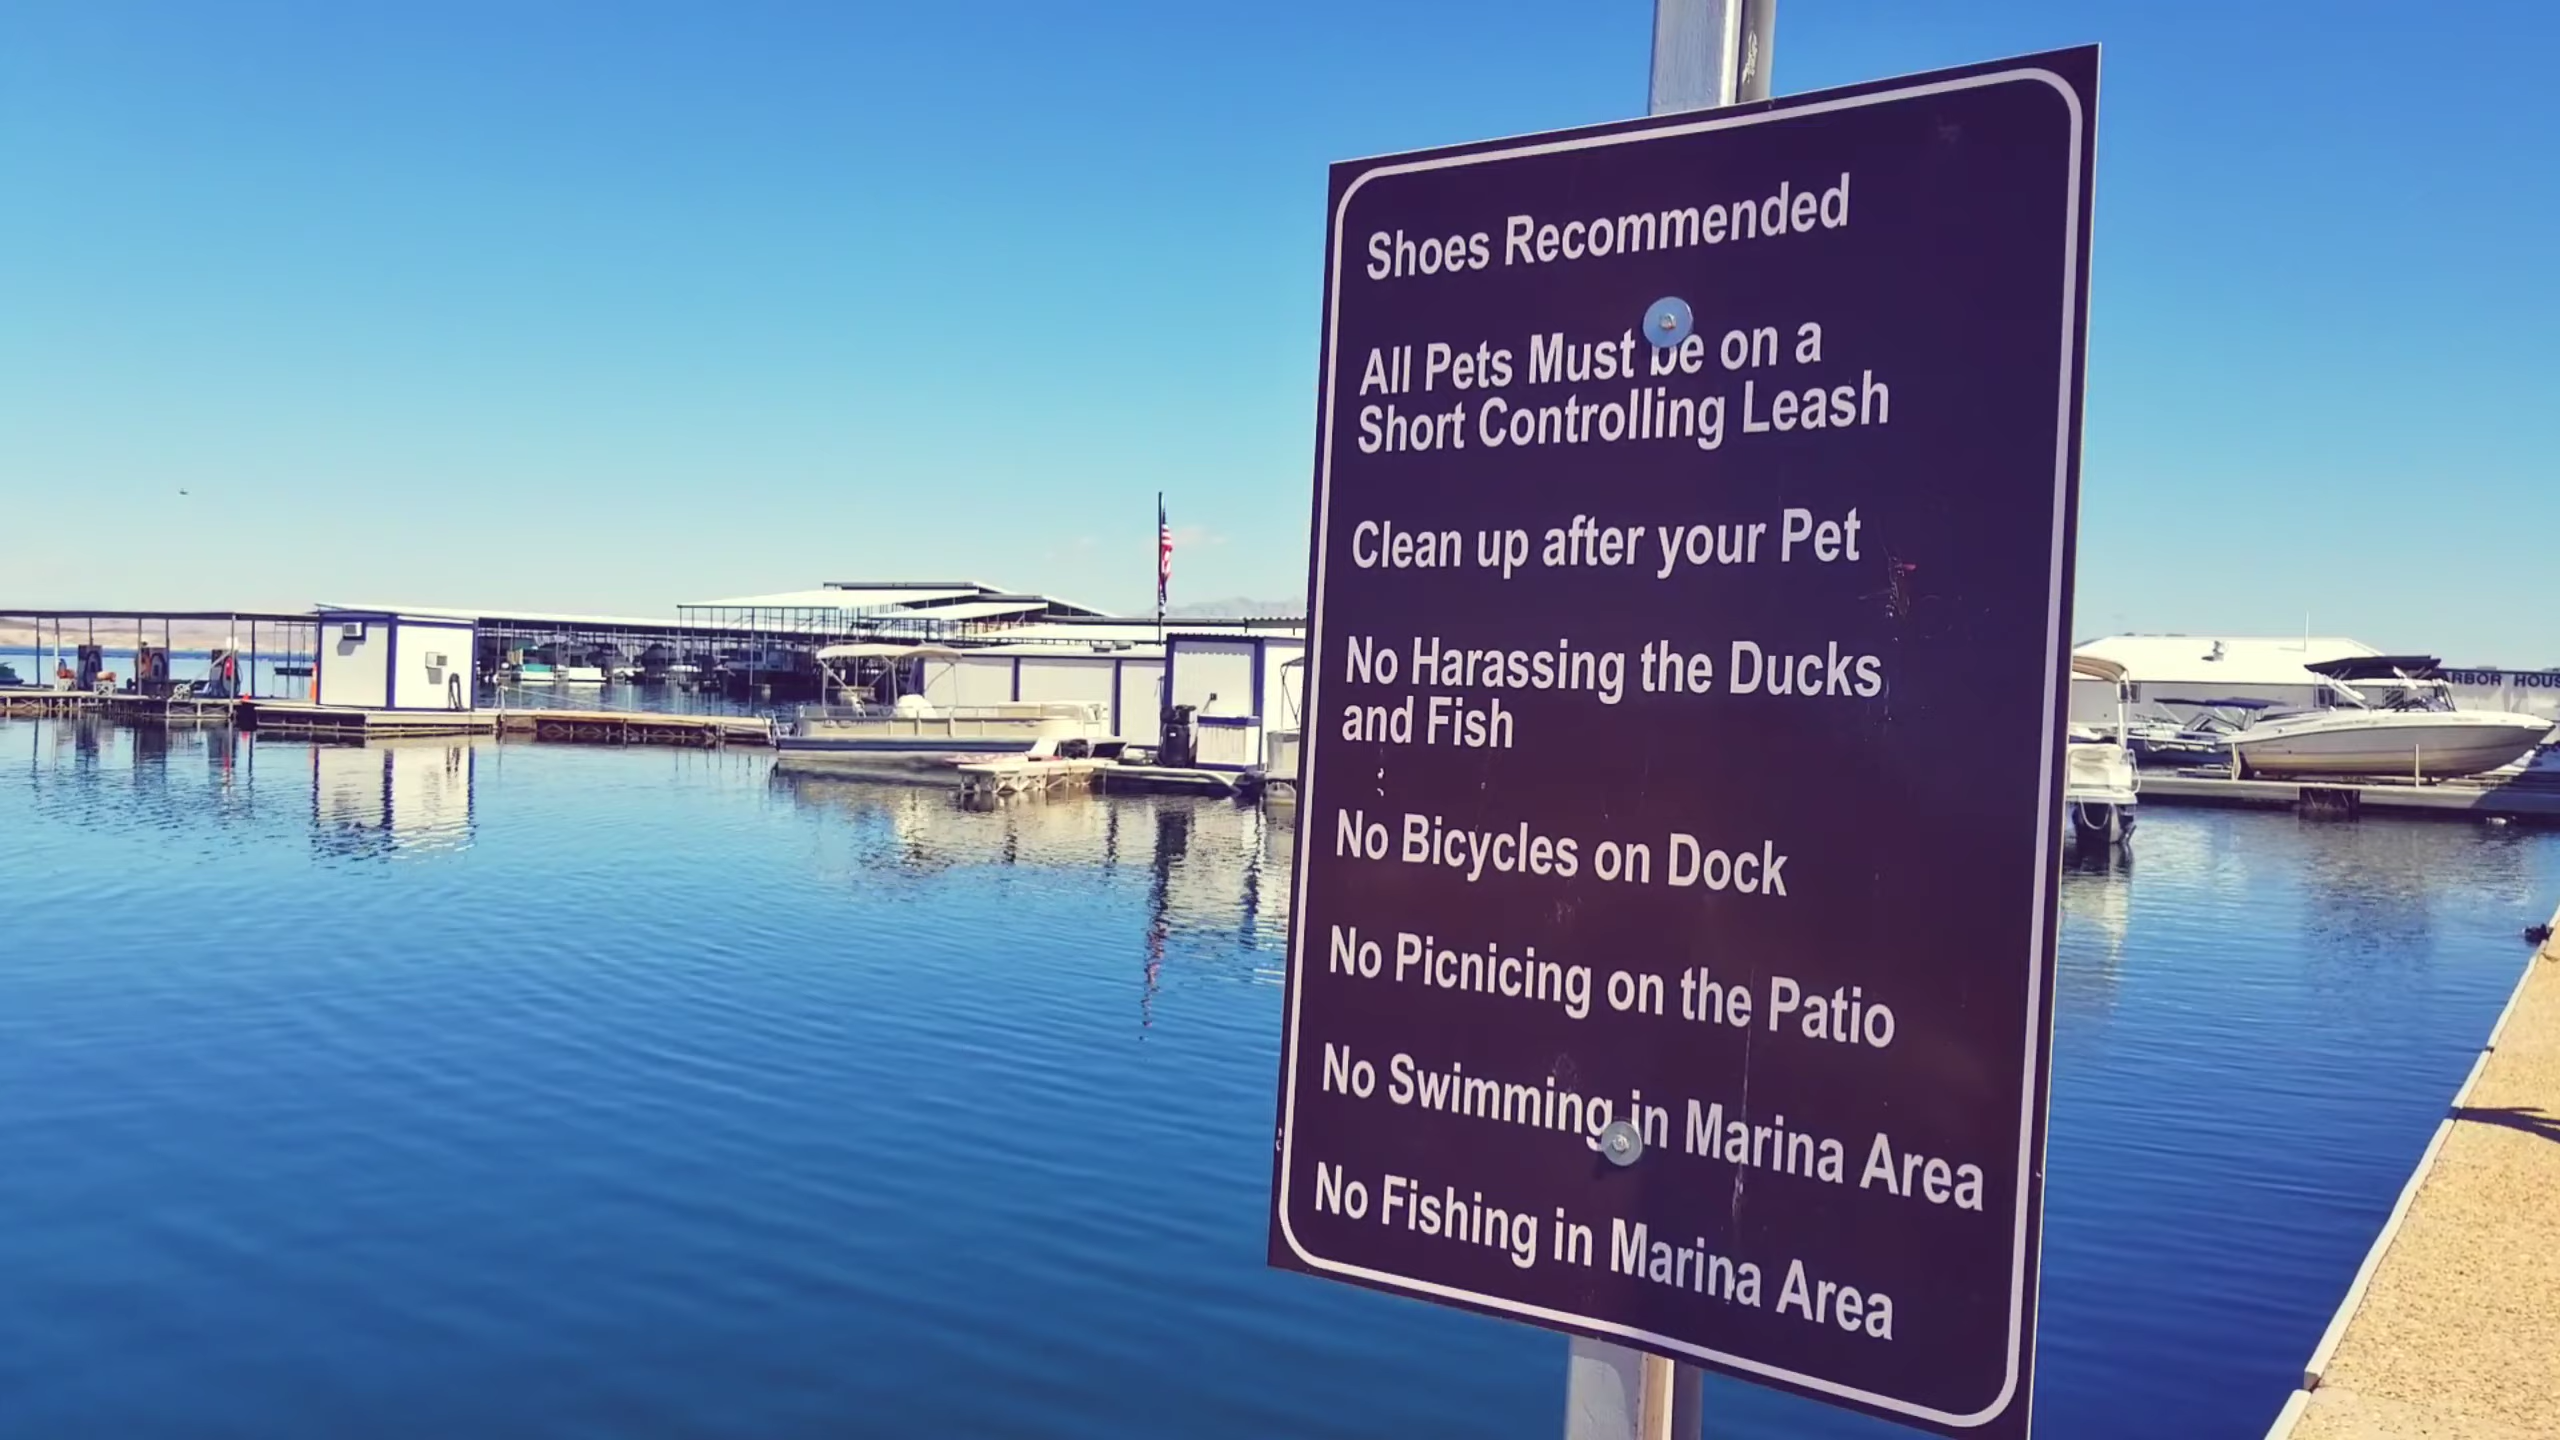 Shoes Recommended
All Pets Must be on a
Short Controlling Leash
Clean up after your Pet
No Harassing the Ducks
and Fish
No Bicycles on Dock
No Picnicing on the Patio
No Swimming in Marina Area
No Fishing in Marina Area
RBOR HOUS